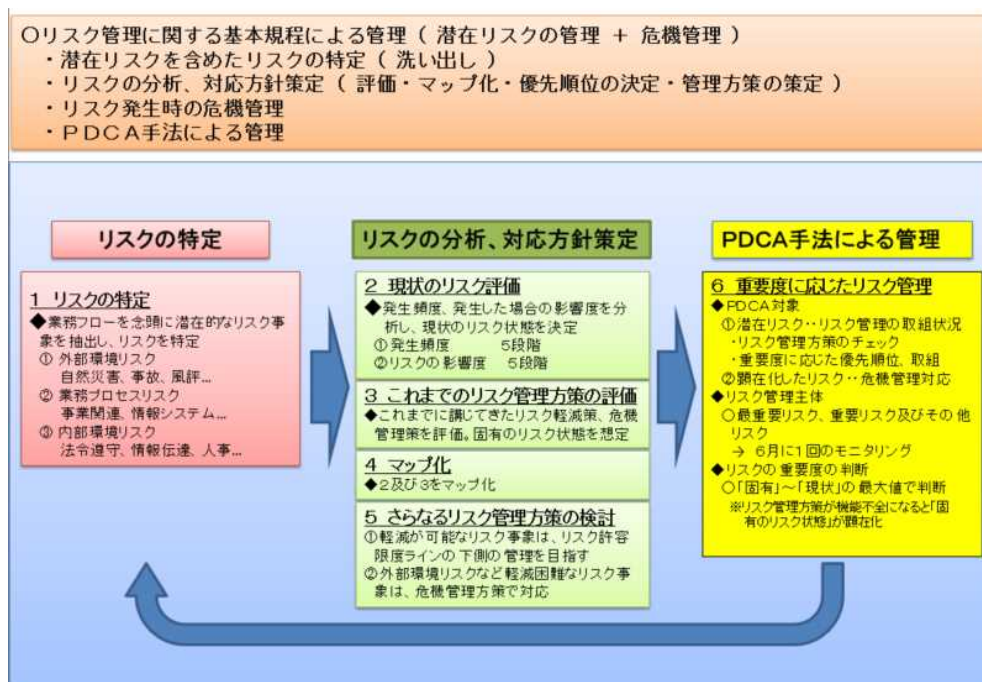 〇リスク管理に関する基本規程による管理（ 潜在リスクの管理 ＋ 危機管理 ）
・潜在リスクを含めたリスクの特定（ 洗い出し ）
・リスクの分析、対応方針策定（ 評価・マップ化・優先順位の決定・管理方策の策定 ）
・リスク発生時の危機管理
・ＰＤＣＡ手法による管理
リスクの特定
１ リスクの特定
◆業務フローを念頭に潜在的なリスク事
象を抽出し、リスクを特定
① 外部環境リスク
自然災害、事故、風評…
② 業務プロセスリスク
事業関連、情報システム…
③ 内部環境リスク
法令遵守、情報伝達、人事…
リスクの分析、対応方針策定
２ 現状のリスク評価
◆発生頻度、発生した場合の影響度を分
析し、現状のリスク状態を決定
①発生頻度 ５段階
②リスクの影響度 ５段階
３ これまでのリスク管理方策の評価
◆これまでに講じてきたリスク軽減策、危機
管理策を評価。固有のリスク状態を想定
４ マップ化
◆２及び３をマップ化
５ さらなるリスク管理方策の検討
①軽減が可能なリスク事象は、リスク許容
限度ラインの下側の管理を目指す
②外部環境リスクなど軽減困難なリスク事
象は、危機管理方策で対応
PDCA手法による管理
６ 重要度に応じたリスク管理
◆PDCA対象
①潜在リスク‥リスク管理の取組状況
・リスク管理方策のチェック
・重要度に応じた優先順位、取組
②顕在化したリスク‥危機管理対応
◆リスク管理主体
〇最重要リスク、重要リスク及びその他
リスク
→ ６月に１回のモニタリング
◆リスクの重要度の判断
〇「固有」～「現状」の最大値で判断
※リスク管理方策が機能不全になると「固
有のリスク状態」が顕在化